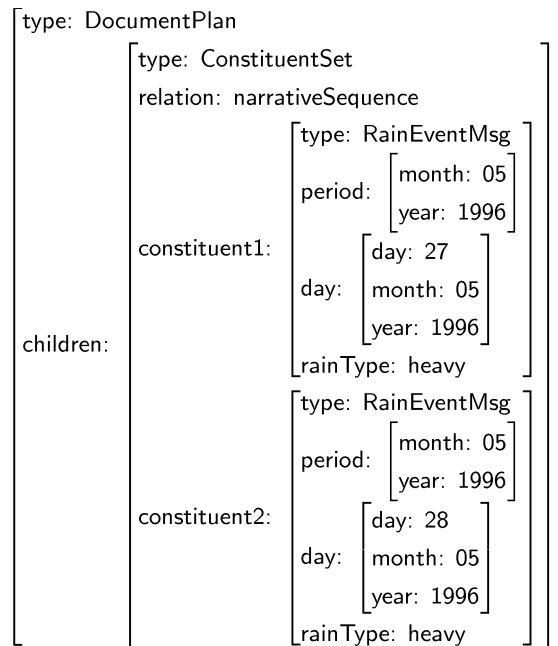 type: DocumentPlan
type: ConstituentSet
relation: narrativeSequence
type: RainEventMsg
month: 05
period:
year: 1996
constituent1:
day: 27
day:
month: 05
year: 1996
children:
rainType: heavy
type: RainEventMsg
month: 05
period:
year: 1996
constituent2:
day: 28
day:
month: 05
year: 1996
rainType: heavy